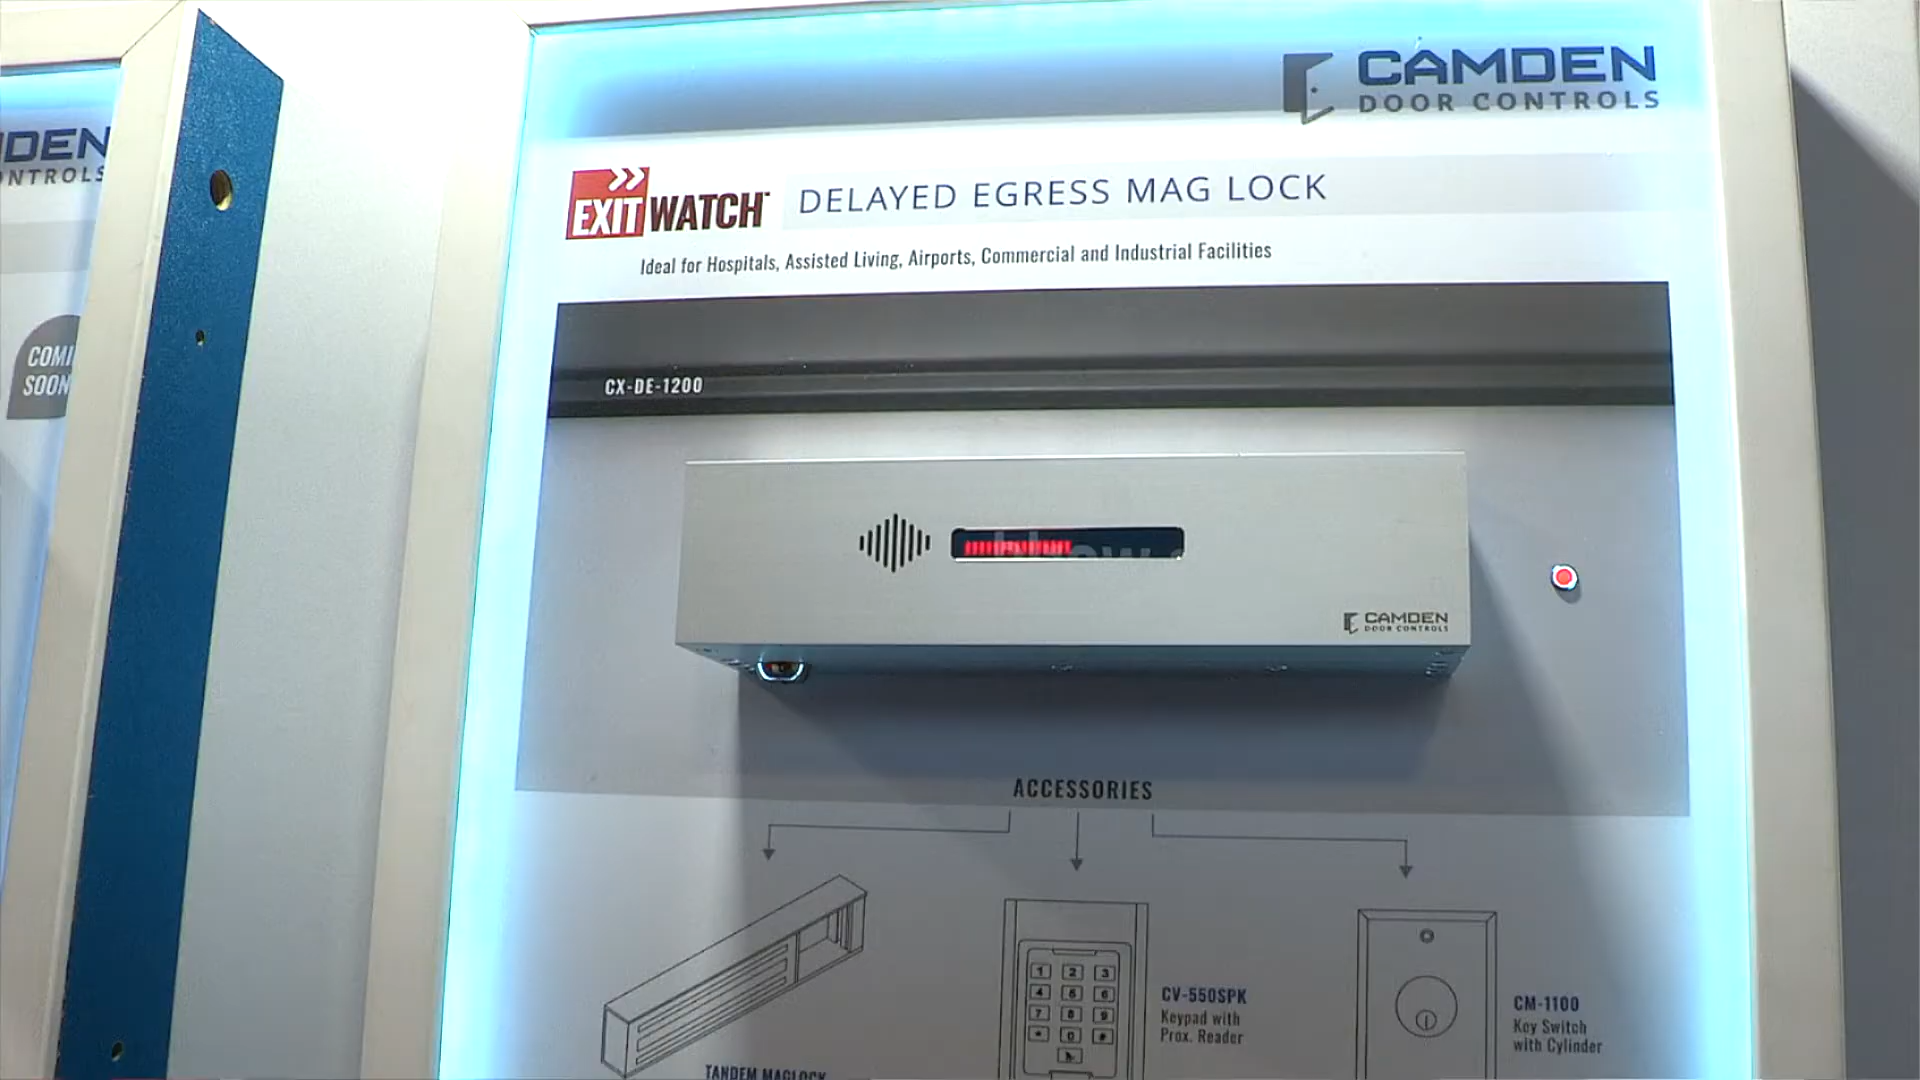 DEN
NTROLS
COMI
SOON
CAMDEN
DOOR CONTROLS
EXIT WATCH™ DELAYED EGRESS MAG LOCK
Ideal for Hospitals, Assisted Living, Airports, Commercial and Industrial Facilities
CX-DE-1200
CAMDEN
DOOR CONTROLS
ACCESSORIES
1 2 3
4 5 6
7 8 9
* 0 #
CV-550SPK
Keypad with
Prox. Reader
CM-1100
Key Switch
with Cylinder
TANDEM MAGLOCK